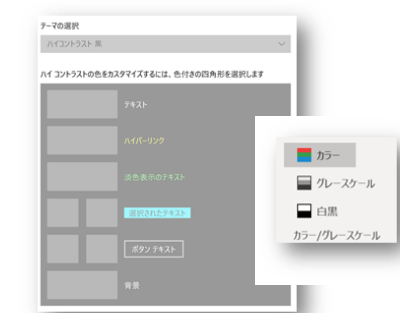 テーマの選択
ハイコントラスト 黒
ハイ コントラストの色をカスタマイズするには、色付きの四角形を選択します
テキスト
ハイパーリンク
淡色表示のテキスト
選択されたテキスト
ボタン テキスト
背景
カラー
グレースケール
白黒
カラー/グレースケール